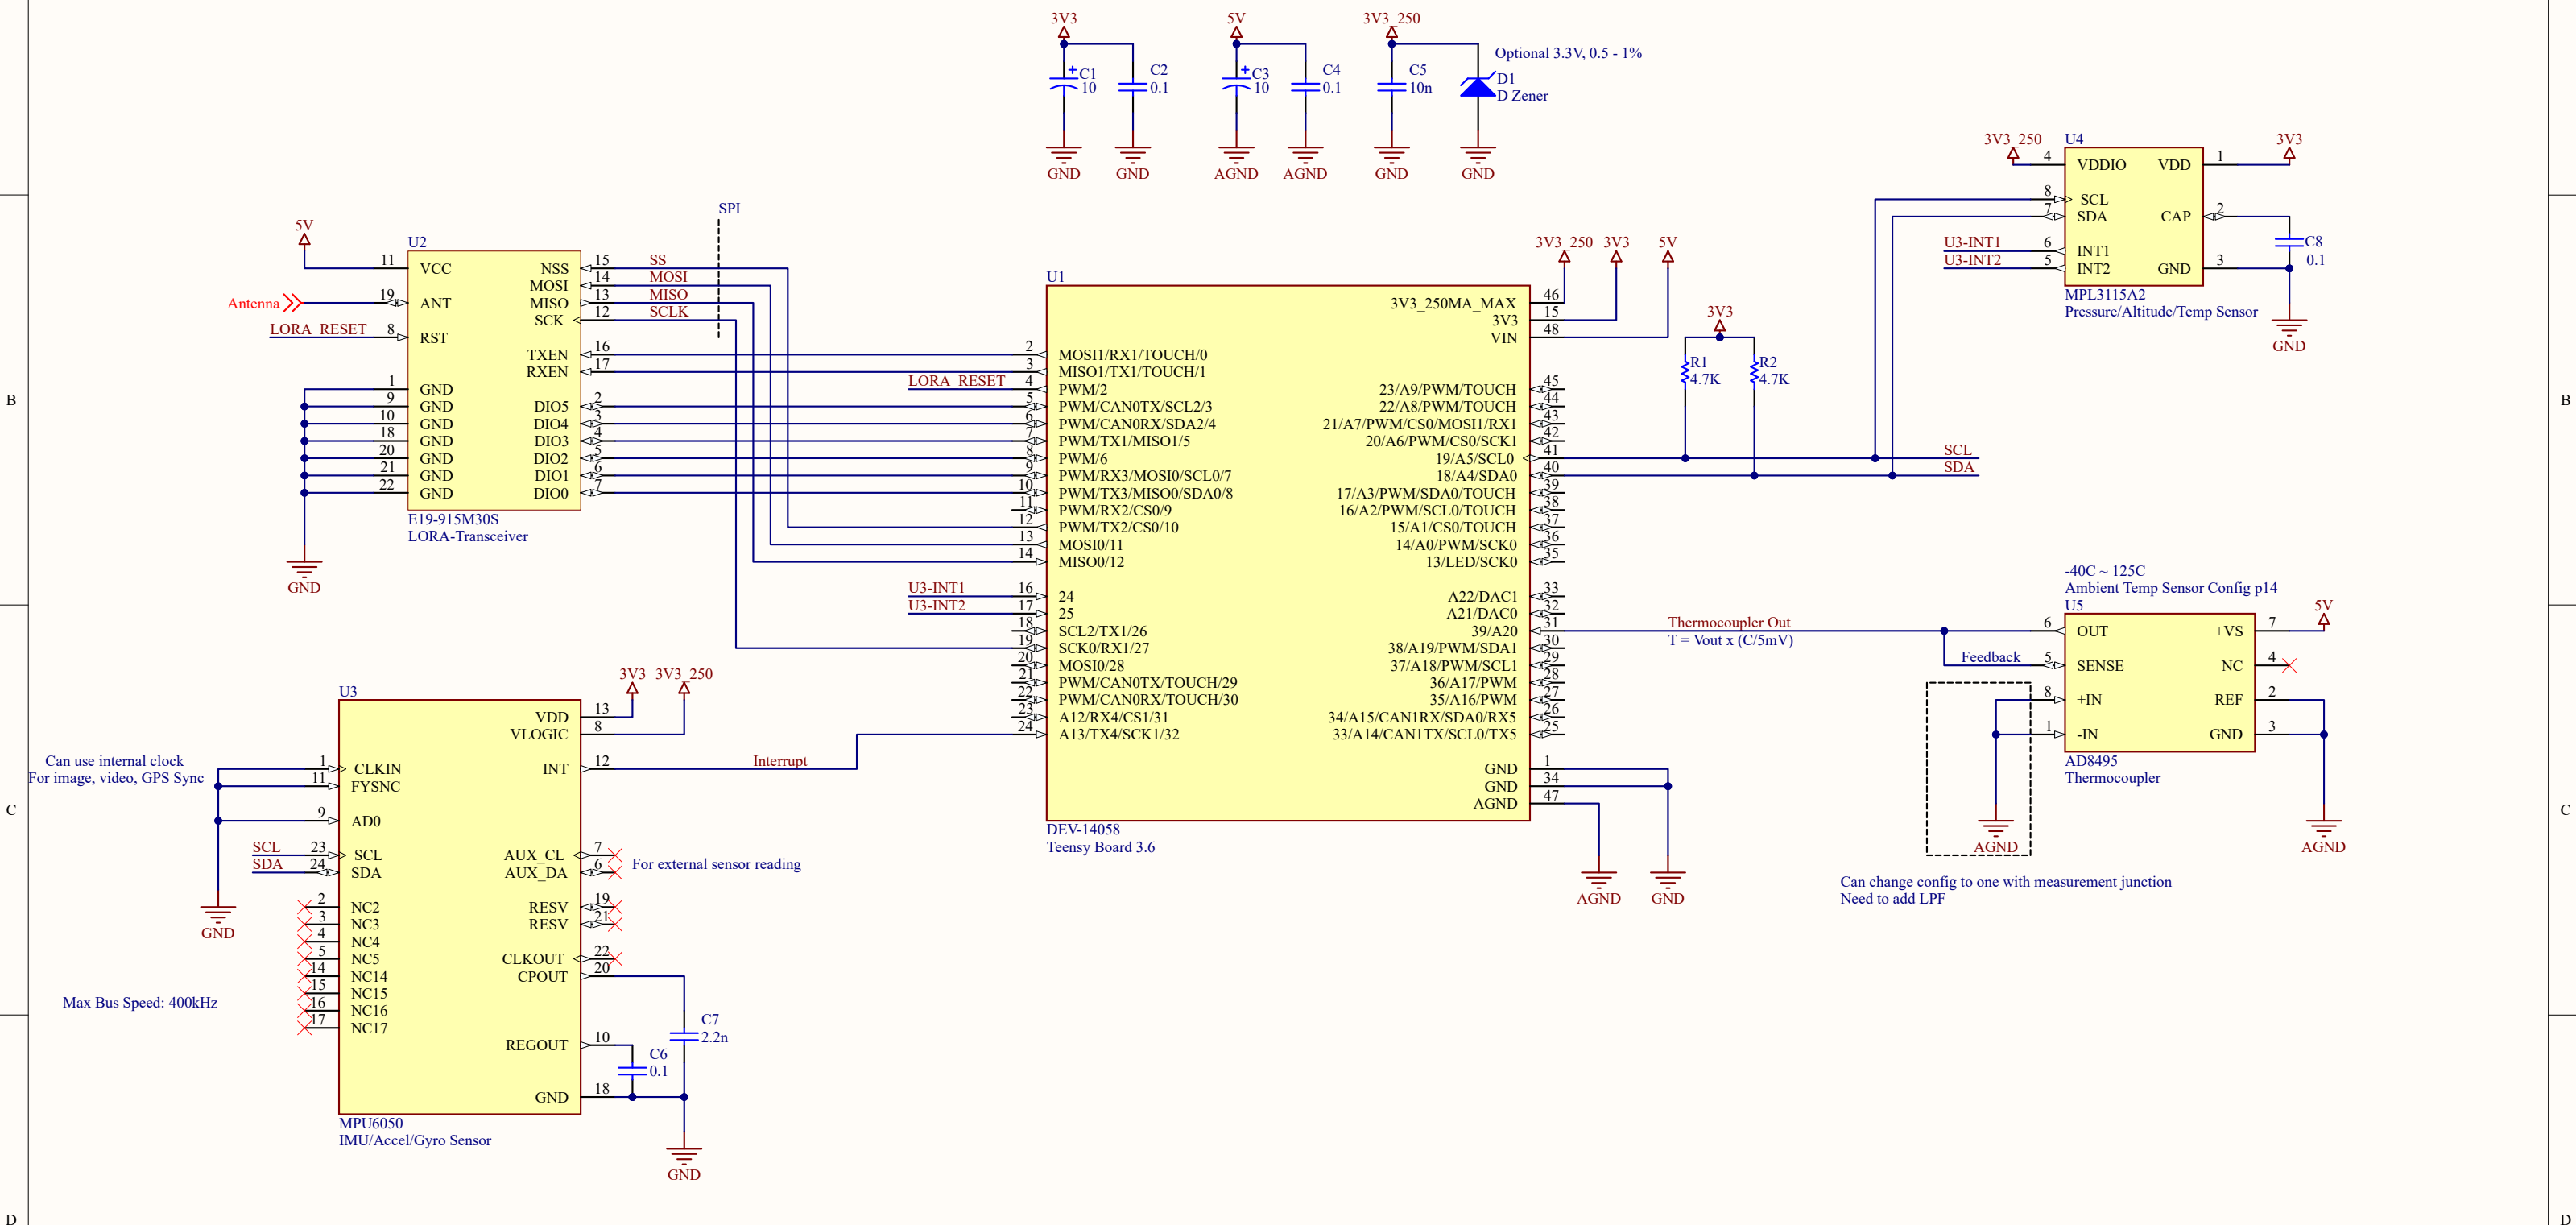 3V3
C1
10
C2
0.1
GND
GND
5V
C3
10
C4
0.1
AGND
AGND
3V3_250
C5
10n
Optional 3.3V, 0.5 - 1%
D1
D Zener
GND
GND
B
C
D
B
C
D
SPI
5V
U2
11 VCC
Antenna
19 ANT
LORA_RESET 8 RST
1 GND
9 GND
10 GND
18 GND
20 GND
21 GND
22 GND
GND
NSS 15 SS
MOSI 14 MOSI
MISO 13 MISO
SCK 12 SCLK
TXEN 16
RXEN 17
DIO5 2
DIO4 3
DIO3 4
DIO2 5
DIO1 6
DIO0 7
E19-915M30S
LORA-Transceiver
U1
2 MOSI1/RX1/TOUCH/0
3 MISO1/TX1/TOUCH/1
LORA_RESET 4 PWM/2
5 PWM/CAN0TX/SCL2/3
6 PWM/CAN0RX/SDA2/4
7 PWM/TX1/MISO1/5
8 PWM/6
9 PWM/RX3/MOSI0/SCL0/7
10 PWM/TX3/MISO0/SDA0/8
11 PWM/RX2/CS0/9
12 PWM/TX2/CS0/10
13 MOSI0/11
14 MISO0/12
U3-INT1 16 24
U3-INT2 17 25
18 SCL2/TX1/26
19 SCK0/RX1/27
20 MOSI0/28
21 PWM/CAN0TX/TOUCH/29
22 PWM/CAN0RX/TOUCH/30
23 A12/RX4/CS1/31
24 A13/TX4/SCK1/32
3V3_250 3V3 5V
3V3_250MA_MAX 46
3V3 15
VIN 48
23/A9/PWM/TOUCH 45
22/A8/PWM/TOUCH 44
21/A7/PWM/CS0/MOSI1/RX1 43
20/A6/PWM/CS0/SCK1 42
19/A5/SCL0 41
18/A4/SDA0 40
17/A3/PWM/SDA0/TOUCH 39
16/A2/PWM/SCL0/TOUCH 38
15/A1/CS0/TOUCH 37
14/A0/PWM/SCK0 36
13/LED/SCK0 35
A22/DAC1 33
A21/DAC0 32
39/A20 31
38/A19/PWM/SDA1 30
37/A18/PWM/SCL1 29
36/A17/PWM 28
35/A16/PWM 27
34/A15/CAN1RX/SDA0/RX5 26
33/A14/CAN1TX/SCL0/TX5 25
GND 1
GND 34
AGND 47
AGND GND
DEV-14058
Teensy Board 3.6
3V3
R1
4.7K
R2
4.7K
SCL
SDA
3V3_250
U4
3V3
4 VDDIO
VDD 1
8 SCL
7 SDA
CAP 2
U3-INT1 6 INT1
U3-INT2 5 INT2
GND 3
C8
0.1
GND
MPL3115A2
Pressure/Altitude/Temp Sensor
-40C ~ 125C
Ambient Temp Sensor Config p14
U5
5V
Thermocoupler Out
T = Vout x (C/5mV)
Feedback
6 OUT
5 SENSE
8 +IN
1 -IN
+VS 7
NC 4
REF 2
GND 3
AD8495
Thermocoupler
AGND
AGND
Can change config to one with measurement junction
Need to add LPF
U3
3V3 3V3_250
VDD 13
VLOGIC 8
INT 12 Interrupt
Can use internal clock
For image, video, GPS Sync
1 CLKIN
11 FYSNC
9 AD0
SCL 23 SCL
SDA 24 SDA
GND
2 NC2
3 NC3
4 NC4
5 NC5
14 NC14
15 NC15
16 NC16
17 NC17
Max Bus Speed: 400kHz
AUX_CL 7
AUX_DA 6
For external sensor reading
RESV 19
RESV 21
CLKOUT 22
CPOUT 20
REGOUT 10
GND 18
C7
2.2n
C6
0.1
GND
MPU6050
IMU/Accel/Gyro Sensor